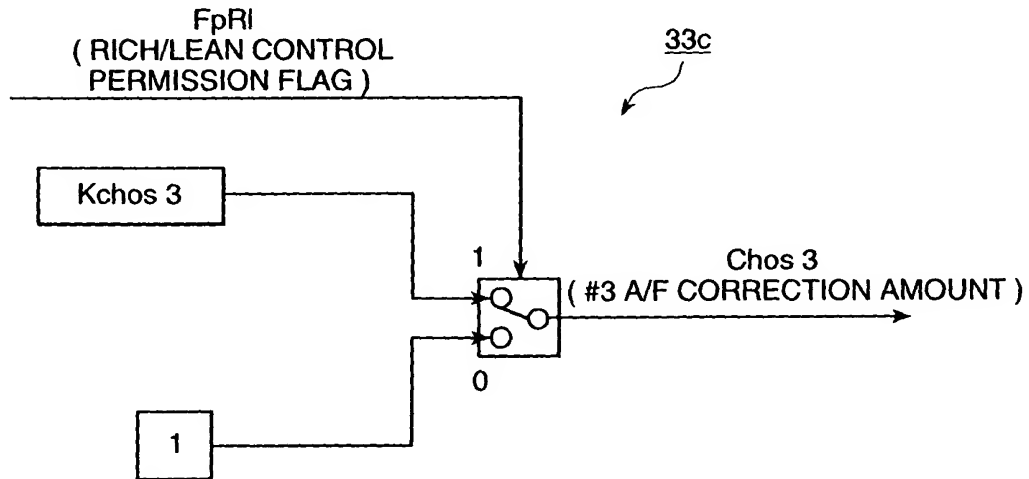 FpRl
( RICH/LEAN CONTROL
PERMISSION FLAG )
33c
Kchos 3
1
Chos 3
( #3 A/F CORRECTION AMOUNT )
0
1